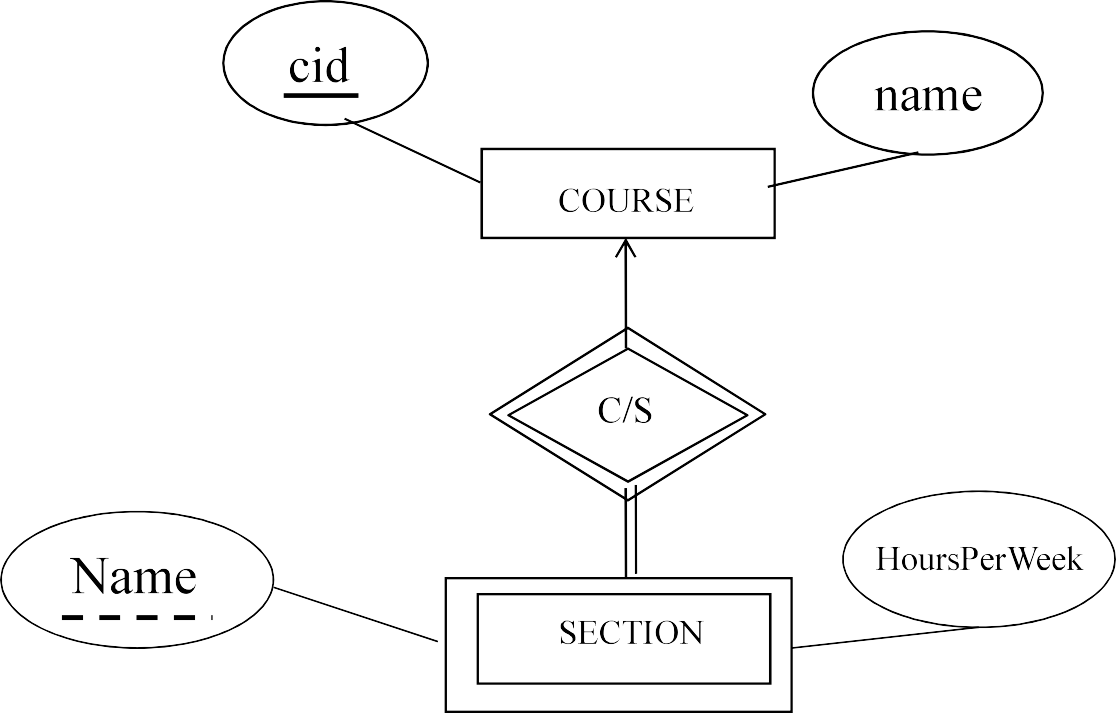 cid
name
COURSE
C/S
Name
HoursPerWeek
SECTION